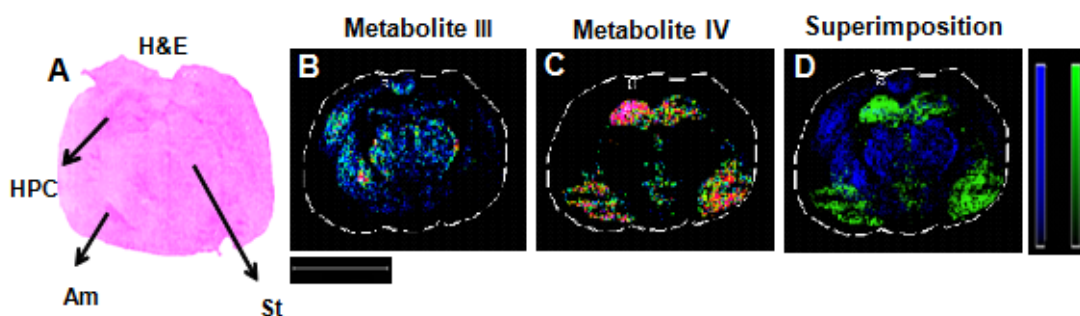 Metabolite III
Metabolite IV
Superimposition
H&E
A
B
C
D
HPC
Am
St